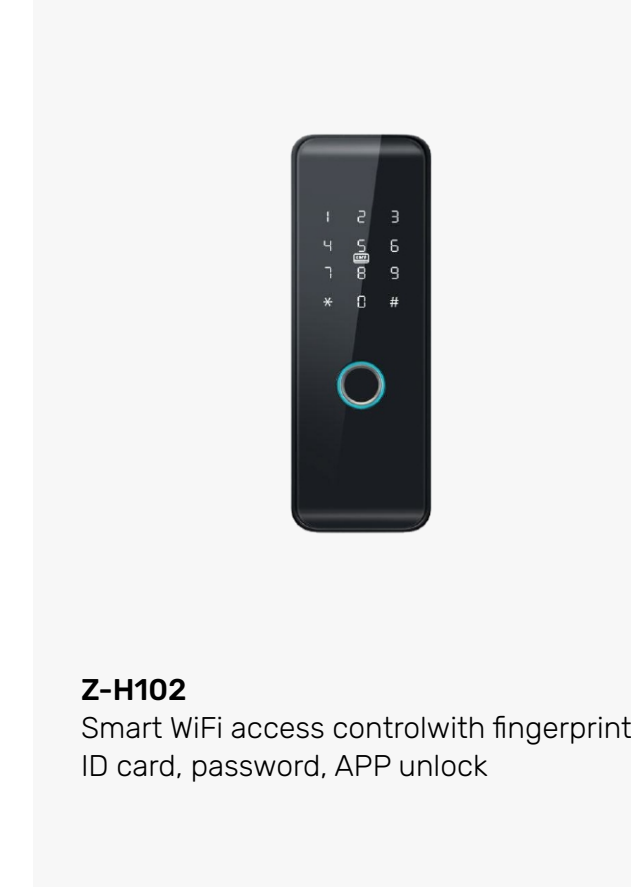 1 2 3
4 5 6
7 8 9
* 0 #
Z-H102
Smart WiFi access controlwith fingerprint
ID card, password, APP unlock